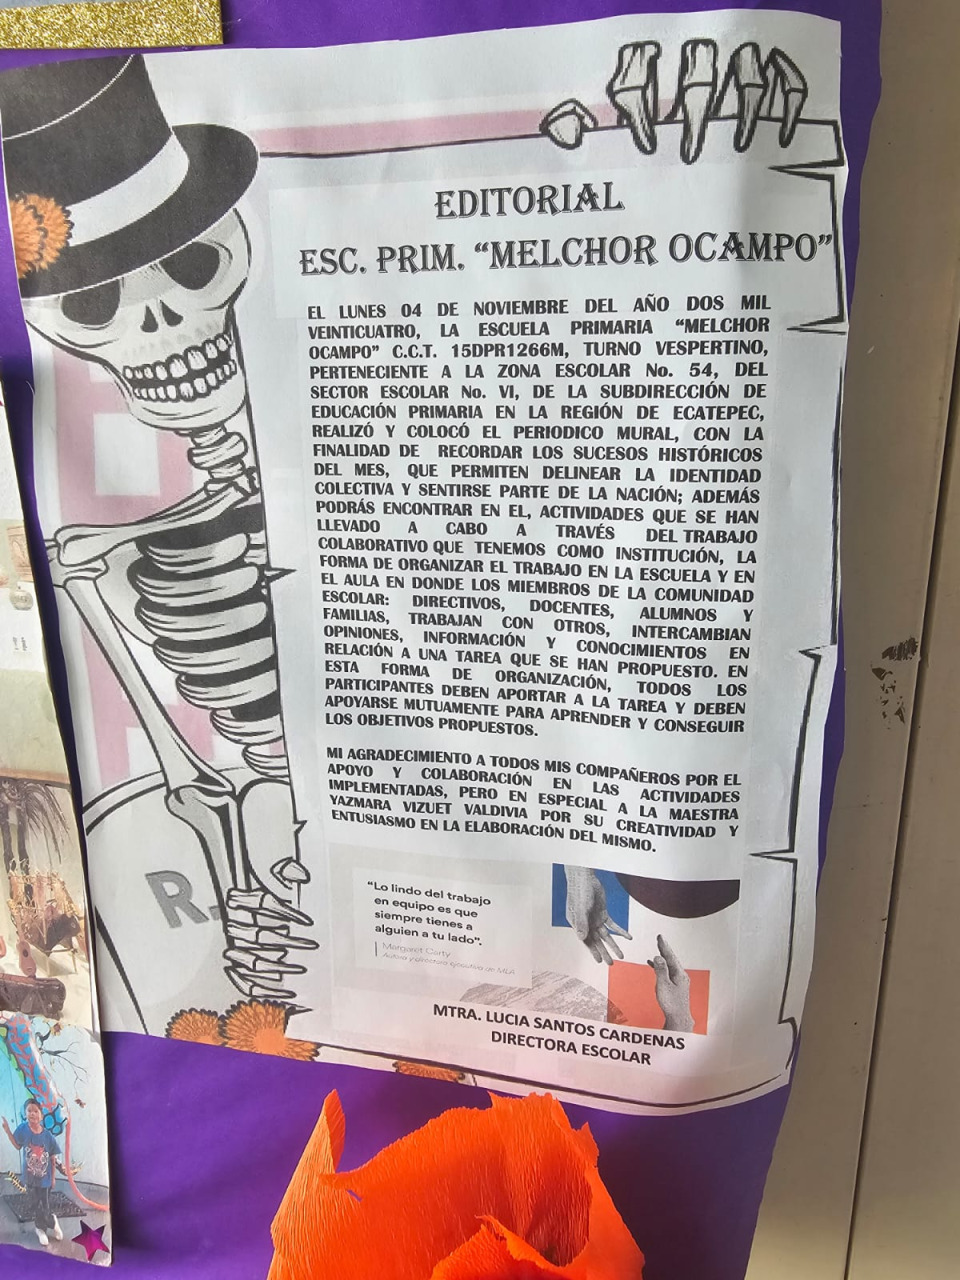 EDITORIAL
ESC. PRIM. “MELCHOR OCAMPO”
EL LUNES 04 DE NOVIEMBRE DEL AÑO DOS MIL
VEINTICUATRO, LA ESCUELA PRIMARIA “MELCHOR
OCAMPO” C.C.T. 15DPR1266M, TURNO VESPERTINO,
PERTENECIENTE A LA ZONA ESCOLAR No. 54, DEL
SECTOR ESCOLAR No. VI, DE LA SUBDIRECCIÓN DE
EDUCACIÓN PRIMARIA EN LA REGIÓN DE ECATEPEC,
REALIZÓ Y COLOCÓ EL PERIODICO MURAL, CON LA
FINALIDAD DE RECORDAR LOS SUCESOS HISTÓRICOS
DEL MES, QUE PERMITEN DELINEAR LA IDENTIDAD
COLECTIVA Y SENTIRSE PARTE DE LA NACIÓN; ADEMÁS
PODRÁS ENCONTRAR EN EL, ACTIVIDADES QUE SE HAN
LLEVADO A CABO A TRAVÉS DEL TRABAJO
COLABORATIVO QUE TENEMOS COMO INSTITUCIÓN, LA
FORMA DE ORGANIZAR EL TRABAJO EN LA ESCUELA Y EN
EL AULA EN DONDE LOS MIEMBROS DE LA COMUNIDAD
ESCOLAR: DIRECTIVOS, DOCENTES, ALUMNOS Y
FAMILIAS, TRABAJAN CON OTROS, INTERCAMBIAN
OPINIONES, INFORMACIÓN Y CONOCIMIENTOS EN
RELACIÓN A UNA TAREA QUE SE HAN PROPUESTO. EN
ESTA FORMA DE ORGANIZACIÓN, TODOS LOS
PARTICIPANTES DEBEN APORTAR A LA TAREA Y DEBEN
APOYARSE MUTUAMENTE PARA APRENDER Y CONSEGUIR
LOS OBJETIVOS PROPUESTOS.
MI AGRADECIMIENTO A TODOS MIS COMPAÑEROS POR EL
APOYO Y COLABORACIÓN EN LAS ACTIVIDADES
IMPLEMENTADAS, PERO EN ESPECIAL A LA MAESTRA
YAZMARA VIZUET VALDIVIA POR SU CREATIVIDAD Y
ENTUSIASMO EN LA ELABORACIÓN DEL MISMO.
R.
“Lo lindo del trabajo
en equipo es que
siempre tienes a
alguien a tu lado”.
Margaret Carty
Autora y directora ejecutiva de MLA
MTRA. LUCIA SANTOS CARDENAS
DIRECTORA ESCOLAR